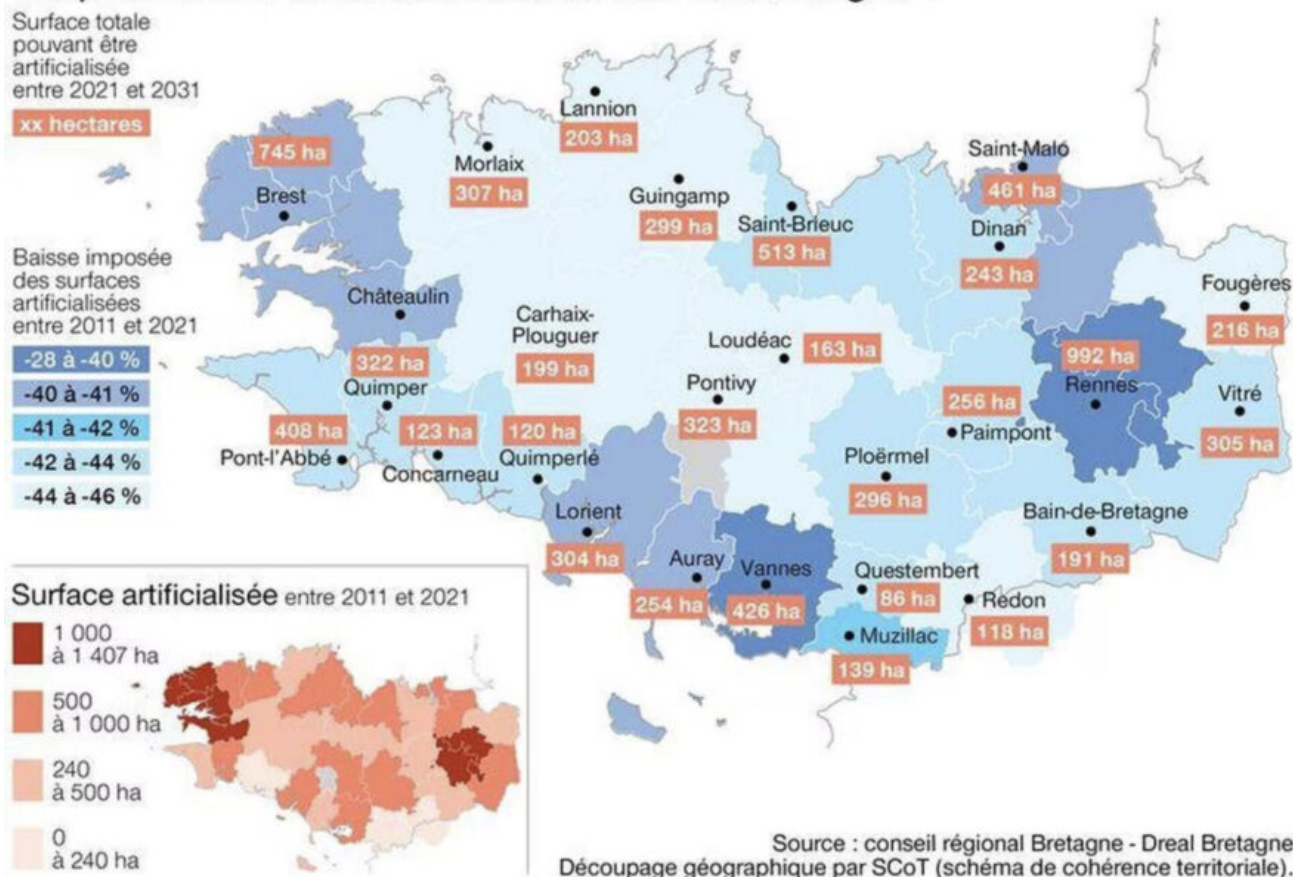 Surface totale
pouvant être
artificialisée
entre 2021 et 2031
xx hectares
Baisse imposée
des surfaces
artificialisées
entre 2011 et 2021
-28 à -40 %
-40 à -41 %
-41 à -42 %
-42 à -44 %
-44 à -46 %
745 ha
Brest
Morlaix
307 ha
Lannion
203 ha
Guingamp
299 ha
Saint-Brieuc
513 ha
Saint-Malo
461 ha
Dinan
243 ha
Fougères
216 ha
Châteaulin
Carhaix-
Plouguer
199 ha
Loudéac
163 ha
992 ha
Rennes
Vitré
305 ha
322 ha
Quimper
Pontivy
323 ha
256 ha
Paimpont
408 ha
Pont-l'Abbé
123 ha
Concarneau
120 ha
Quimperlé
Ploërmel
296 ha
Lorient
304 ha
Bain-de-Bretagne
191 ha
Auray
254 ha
Vannes
426 ha
Questembert
86 ha
Redon
118 ha
Muzillac
139 ha
Surface artificialisée entre 2011 et 2021
1 000
à 1 407 ha
500
à 1 000 ha
240
à 500 ha
0
à 240 ha
Source : conseil régional Bretagne - Dreal Bretagne
Découpage géographique par SCoT (schéma de cohérence territoriale).